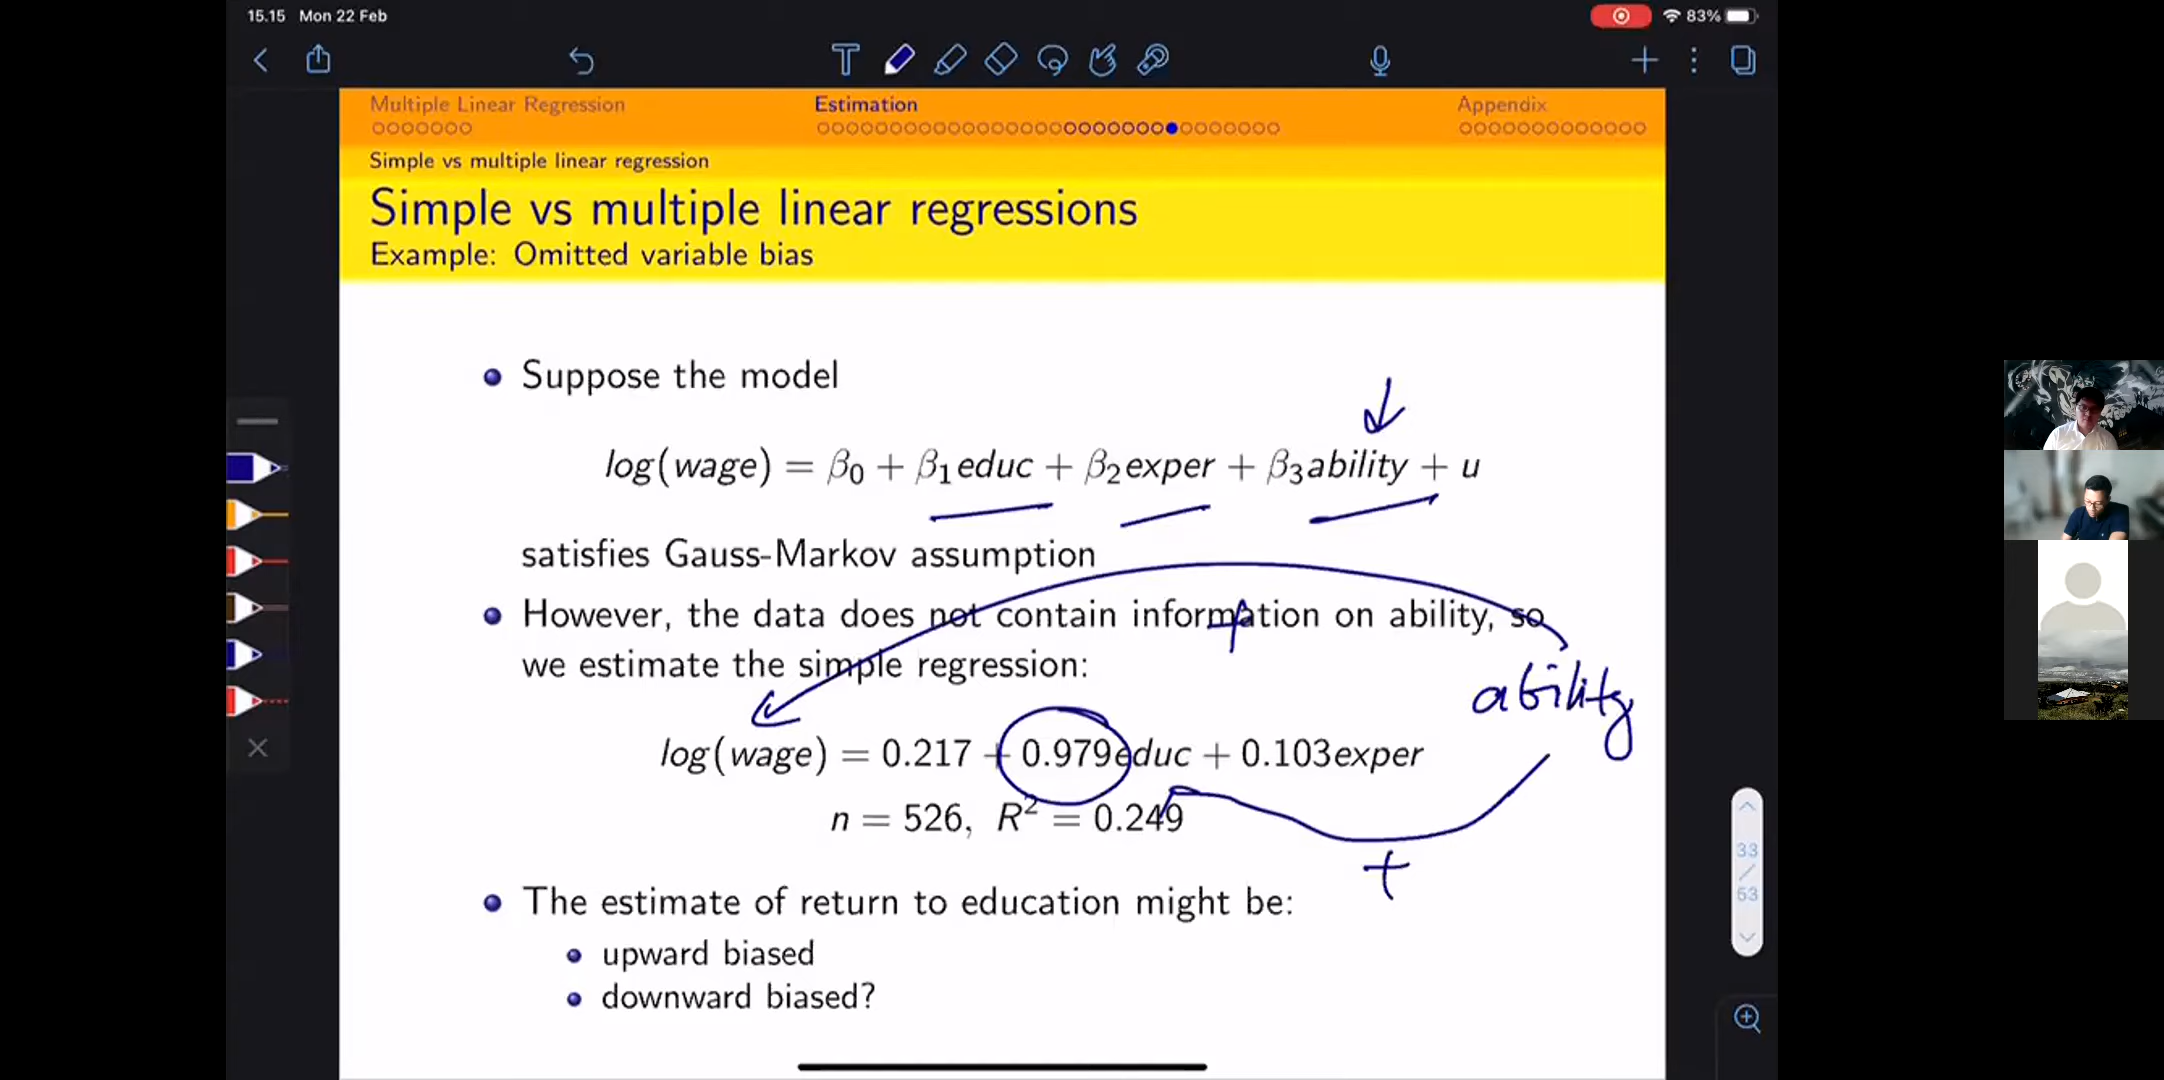 15.15 Mon 22 Feb
83%
Multiple Linear Regression Estimation Appendix
Simple vs multiple linear regression
Simple vs multiple linear regressions
Example: Omitted variable bias
Suppose the model
log(wage) = β0 + β1educ + β2exper + β3ability + u
satisfies Gauss-Markov assumption
However, the data does not contain information on ability, so
+
we estimate the simple regression:
ability
log(wage) = 0.217 + 0.979educ + 0.103exper
n = 526, R² = 0.249
+
The estimate of return to education might be:
upward biased
downward biased?
33
/
53